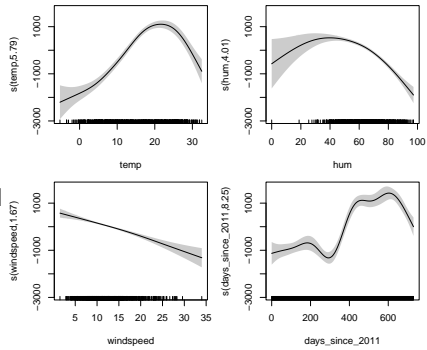 s(temp,5.79)
1000
−1000
−3000
0 10 20 30
temp
s(hum,4.01)
1000
−1000
−3000
0 20 40 60 80 100
hum
s(windspeed,1.67)
1000
−1000
−3000
5 10 15 20 25 30 35
windspeed
s(days_since_2011,8.25)
1000
−1000
−3000
0 200 400 600
days_since_2011